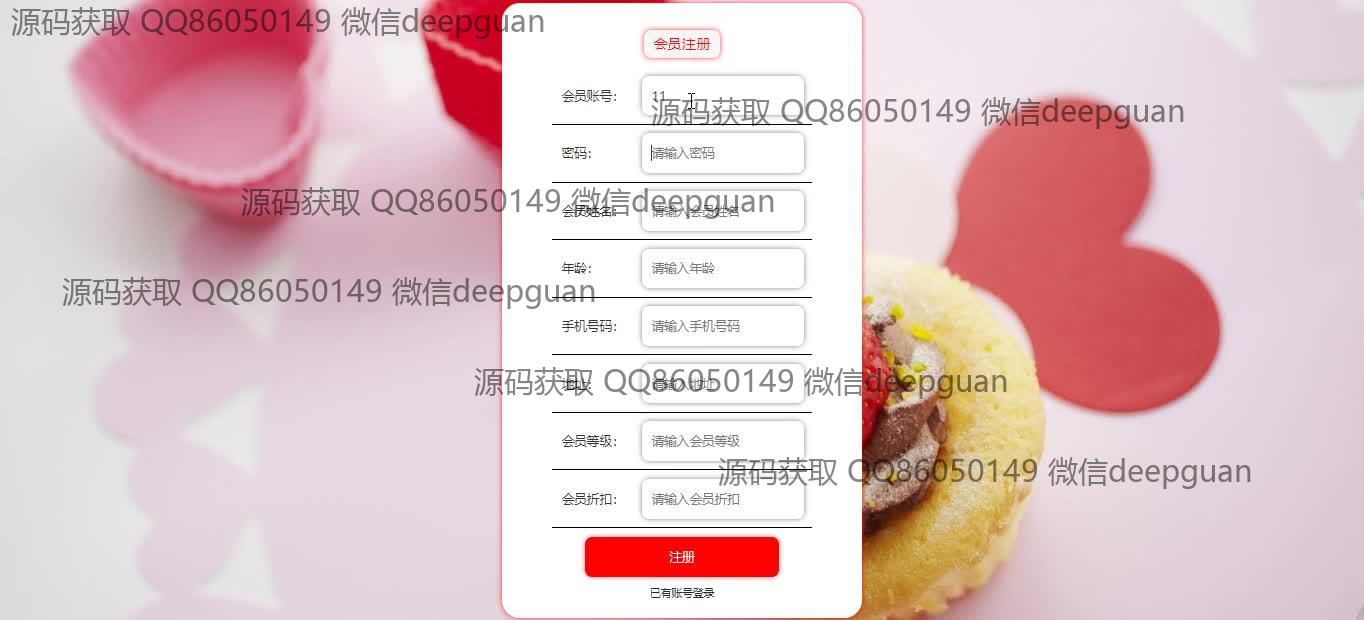 源码获取 QQ86050149 微信deepguan
会员注册
会员账号: 11
源码获取 QQ86050149 微信deepguan
密码: 请输入密码
源码获取 QQ86050149 微信deepguan
会员姓名: 请输入会员姓名
年龄: 请输入年龄
源码获取 QQ86050149 微信deepguan
手机号码: 请输入手机号码
源码获取 QQ86050149 微信deepguan
地址: 请输入地址
会员等级: 请输入会员等级
源码获取 QQ86050149 微信deepguan
会员折扣: 请输入会员折扣
注册
已有账号登录